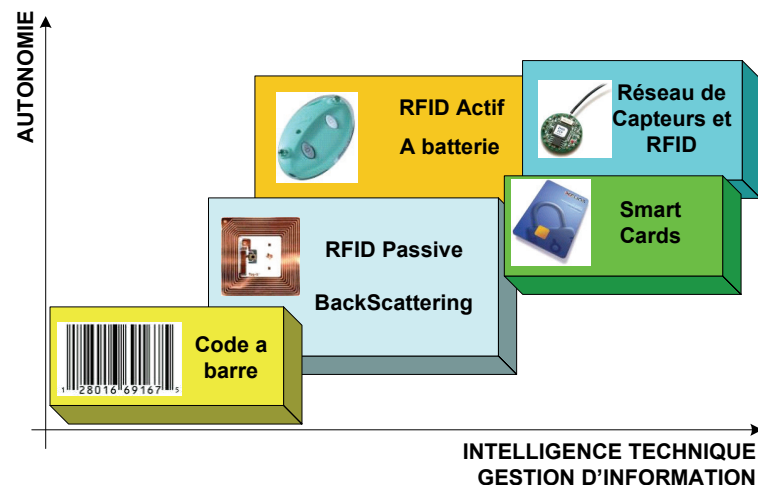 AUTONOMIE
RFID Actif
A batterie
Réseau de
Capteurs et
RFID
RFID Passive
BackScattering
Smart
Cards
Code a
barre
1 28016 69167 5
INTELLIGENCE TECHNIQUE
GESTION D'INFORMATION